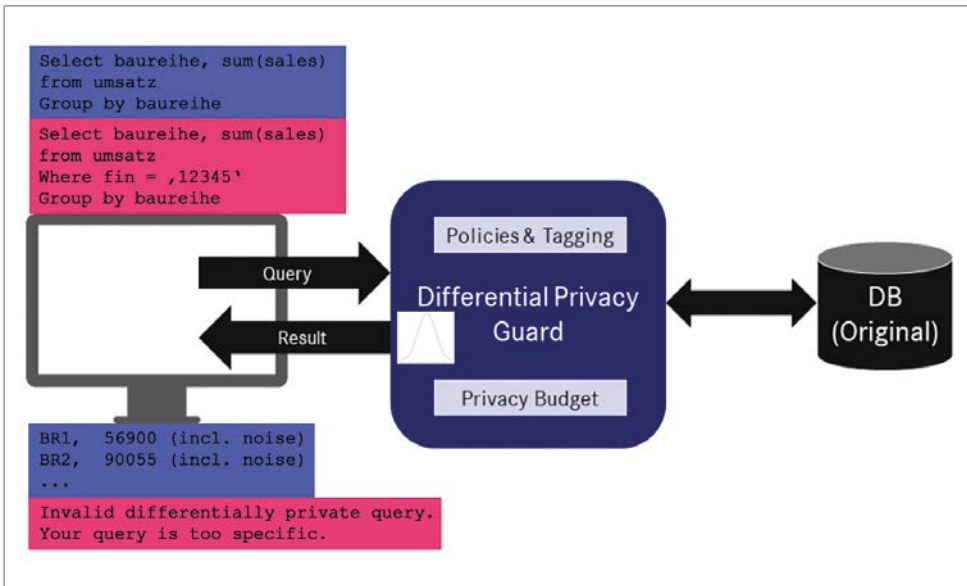 Select baureihe, sum(sales)
from umsatz
Group by baureihe
Select baureihe, sum(sales)
from umsatz
Where fin = ‚12345‘
Group by baureihe
Query
Result
Policies & Tagging
Differential Privacy
Guard
Privacy Budget
DB
(Original)
BR1, 56900 (incl. noise)
BR2, 90055 (incl. noise)
...
Invalid differentially private query.
Your query is too specific.